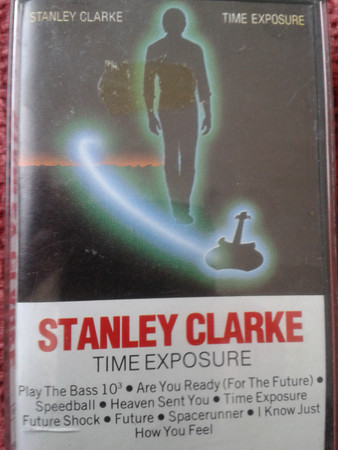 STANLEY CLARKE TIME EXPOSURE
STANLEY CLARKE
TIME EXPOSURE
Play The Bass 10³ • Are You Ready (For The Future) •
Speedball • Heaven Sent You • Time Exposure
Future Shock • Future • Spacerunner • I Know Just
How You Feel